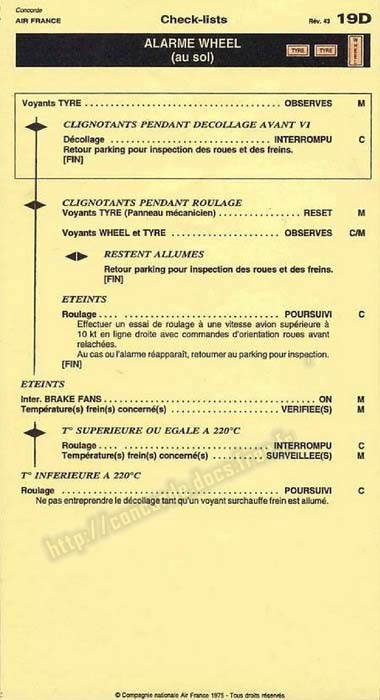 Concorde
AIR FRANCE Check-lists Rév. 43 19D
ALARME WHEEL
(au sol)
TYRE TYRE WHEEL
Voyants TYRE ............................................ OBSERVES M
CLIGNOTANTS PENDANT DECOLLAGE AVANT V1
Décollage .................................. INTERROMPU C
Retour parking pour inspection des roues et des freins.
[FIN]
CLIGNOTANTS PENDANT ROULAGE
Voyants TYRE (Panneau mécanicien) ................. RESET M
Voyants WHEEL et TYRE ........................ OBSERVES C/M
RESTENT ALLUMES
Retour parking pour inspection des roues et des freins.
[FIN]
ETEINTS
Roulage ..................................... POURSUIVI C
Effectuer un essai de roulage à une vitesse avion supérieure à
10 kt en ligne droite avec commandes d'orientation roues avant
relachées.
Au cas ou l'alarme réapparaît, retourner au parking pour inspection.
[FIN]
ETEINTS
Inter. BRAKE FANS ............................................ ON M
Température(s) frein(s) concerné(s) ..................... VERIFIEE(S) M
T° SUPERIEURE OU EGALE A 220°C
Roulage .................................... INTERROMPU C
Température(s) frein(s) concerné(s) ............ SURVEILLEE(S) M
T° INFERIEURE A 220°C
Roulage ............................................ POURSUIVI C
Ne pas entreprendre le décollage tant qu'un voyant surchauffe frein est allumé.
© Compagnie nationale Air France 1975 - Tous droits réservés